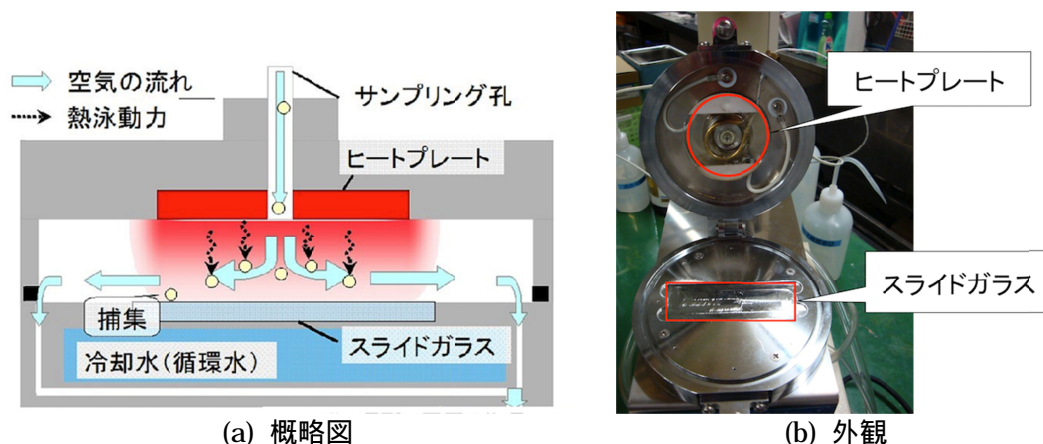 空気の流れ
熱泳動力
サンプリング孔
ヒートプレート
捕集
スライドガラス
冷却水(循環水)
(a) 概略図
ヒートプレート
スライドガラス
(b) 外観